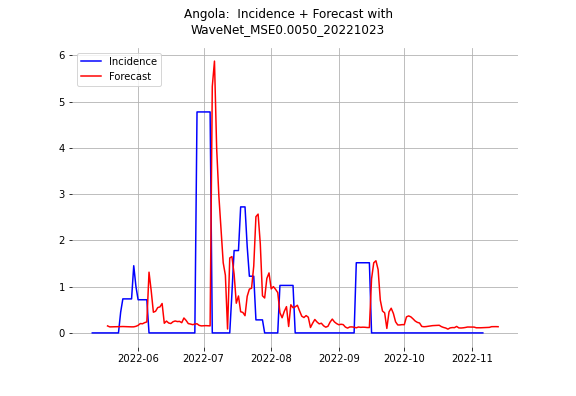 Angola:  Incidence + Forecast with
WaveNet_MSE0.0050_20221023
Incidence
Forecast
6
5
4
3
2
1
0
2022-06 2022-07 2022-08 2022-09 2022-10 2022-11